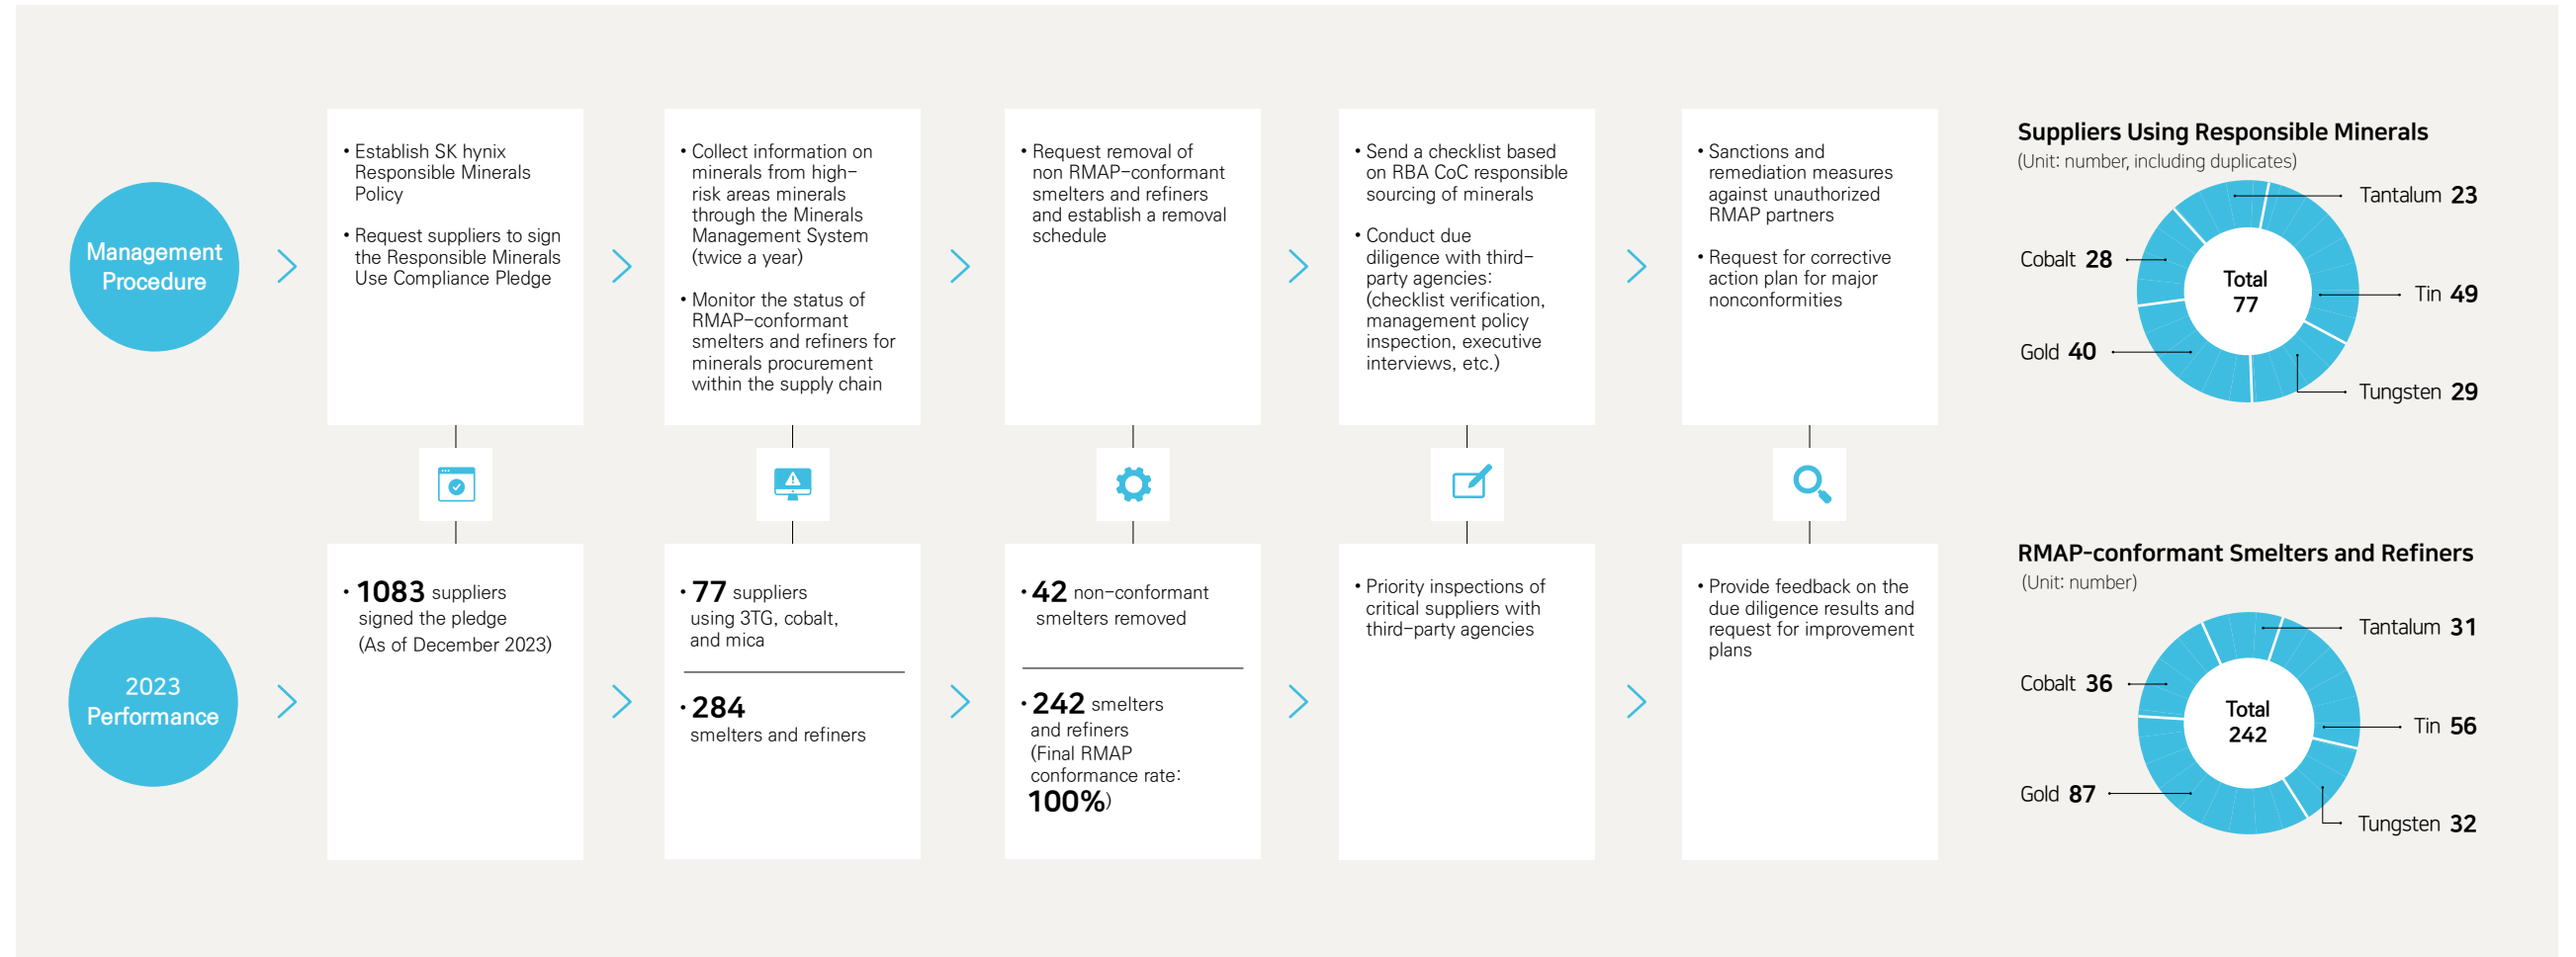 Management
Procedure
• Establish SK hynix
Responsible Minerals
Policy
• Request suppliers to sign
the Responsible Minerals
Use Compliance Pledge
• Collect information on
minerals from high-
risk areas minerals
through the Minerals
Management System
(twice a year)
• Monitor the status of
RMAP-conformant
smelters and refiners for
minerals procurement
within the supply chain
• Request removal of
non RMAP-conformant
smelters and refiners
and establish a removal
schedule
• Send a checklist based
on RBA CoC responsible
sourcing of minerals
• Conduct due
diligence with third-
party agencies:
(checklist verification,
management policy
inspection, executive
interviews, etc.)
• Sanctions and
remediation measures
against unauthorized
RMAP partners
• Request for corrective
action plan for major
nonconformities
2023
Performance
• 1083 suppliers
signed the pledge
(As of December 2023)
• 77 suppliers
using 3TG, cobalt,
and mica
• 284
smelters and refiners
• 42 non-conformant
smelters removed
• 242 smelters
and refiners
(Final RMAP
conformance rate:
100%)
• Priority inspections of
critical suppliers with
third-party agencies
• Provide feedback on the
due diligence results and
request for improvement
plans
Suppliers Using Responsible Minerals
(Unit: number, including duplicates)
Tantalum 23
Cobalt 28
Total
77
Tin 49
Gold 40
Tungsten 29
RMAP-conformant Smelters and Refiners
(Unit: number)
Tantalum 31
Cobalt 36
Total
242
Tin 56
Gold 87
Tungsten 32